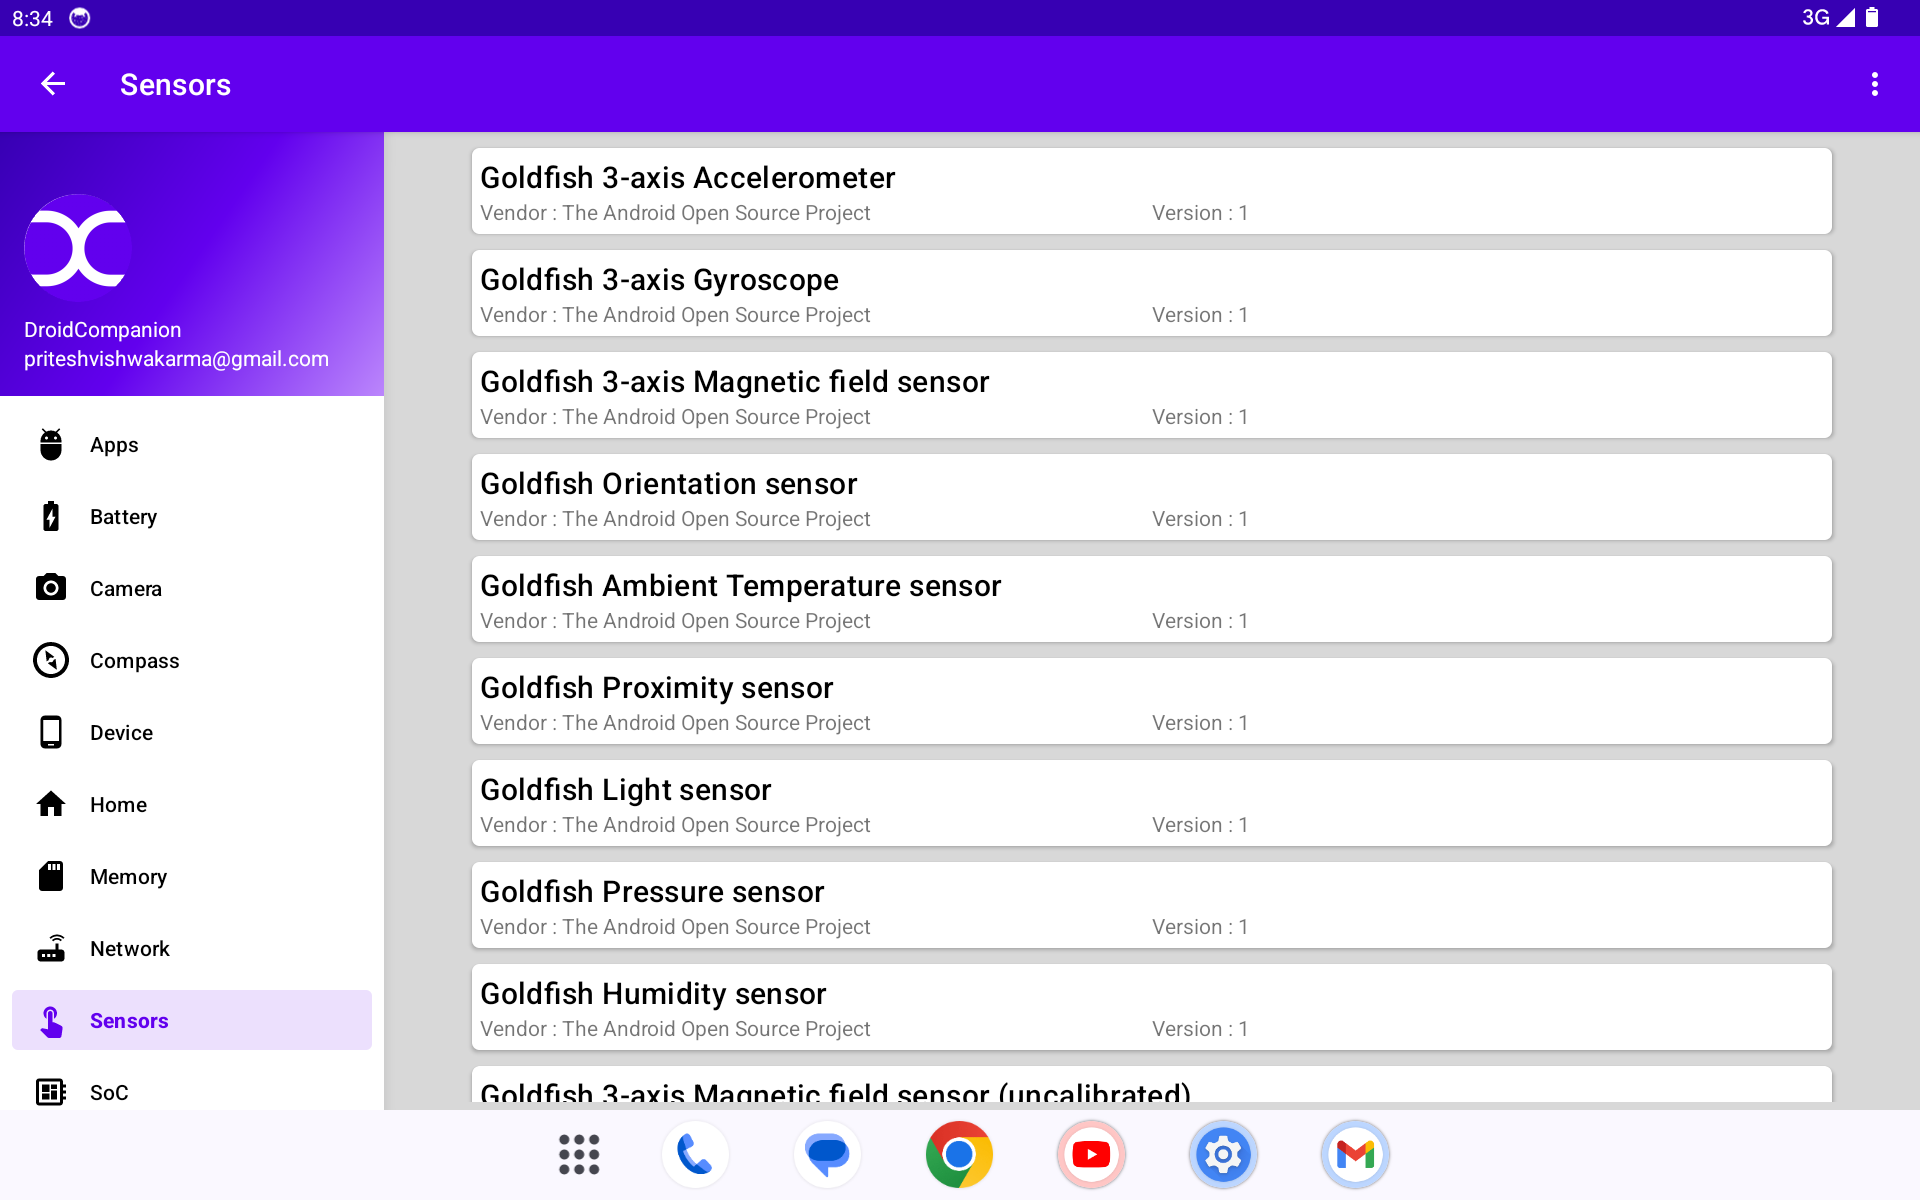 8:34
3G
Sensors
DroidCompanion
priteshvishwakarma@gmail.com
Apps
Battery
Camera
Compass
Device
Home
Memory
Network
Sensors
SoC
Goldfish 3-axis Accelerometer
Vendor : The Android Open Source Project Version : 1
Goldfish 3-axis Gyroscope
Vendor : The Android Open Source Project Version : 1
Goldfish 3-axis Magnetic field sensor
Vendor : The Android Open Source Project Version : 1
Goldfish Orientation sensor
Vendor : The Android Open Source Project Version : 1
Goldfish Ambient Temperature sensor
Vendor : The Android Open Source Project Version : 1
Goldfish Proximity sensor
Vendor : The Android Open Source Project Version : 1
Goldfish Light sensor
Vendor : The Android Open Source Project Version : 1
Goldfish Pressure sensor
Vendor : The Android Open Source Project Version : 1
Goldfish Humidity sensor
Vendor : The Android Open Source Project Version : 1
Goldfish 3-axis Magnetic field sensor (uncalibrated)